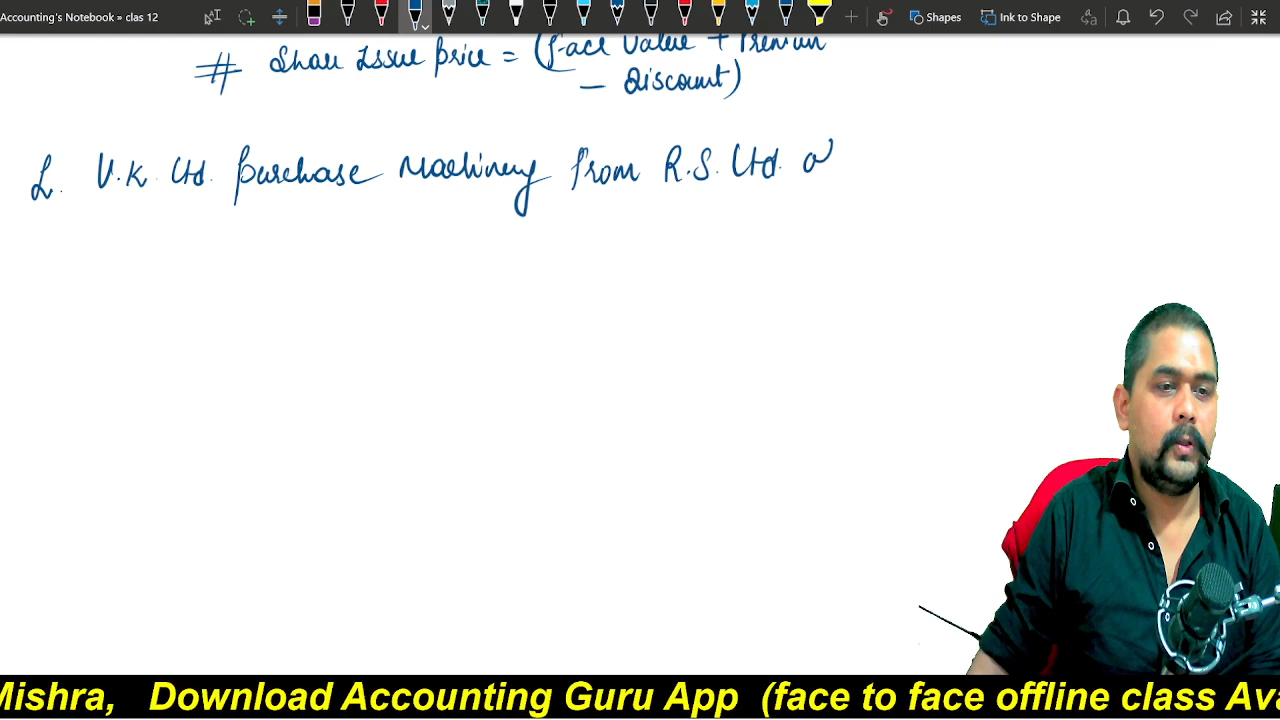 Accounting's Notebook » clas 12
Shapes
Ink to Shape
# Share Issue Price = (Face Value + Premium
– Discount)
V.K. Ltd. Purchase Machinery from R.S. Ltd.
Mishra, Download Accounting Guru App (face to face offline class Ava